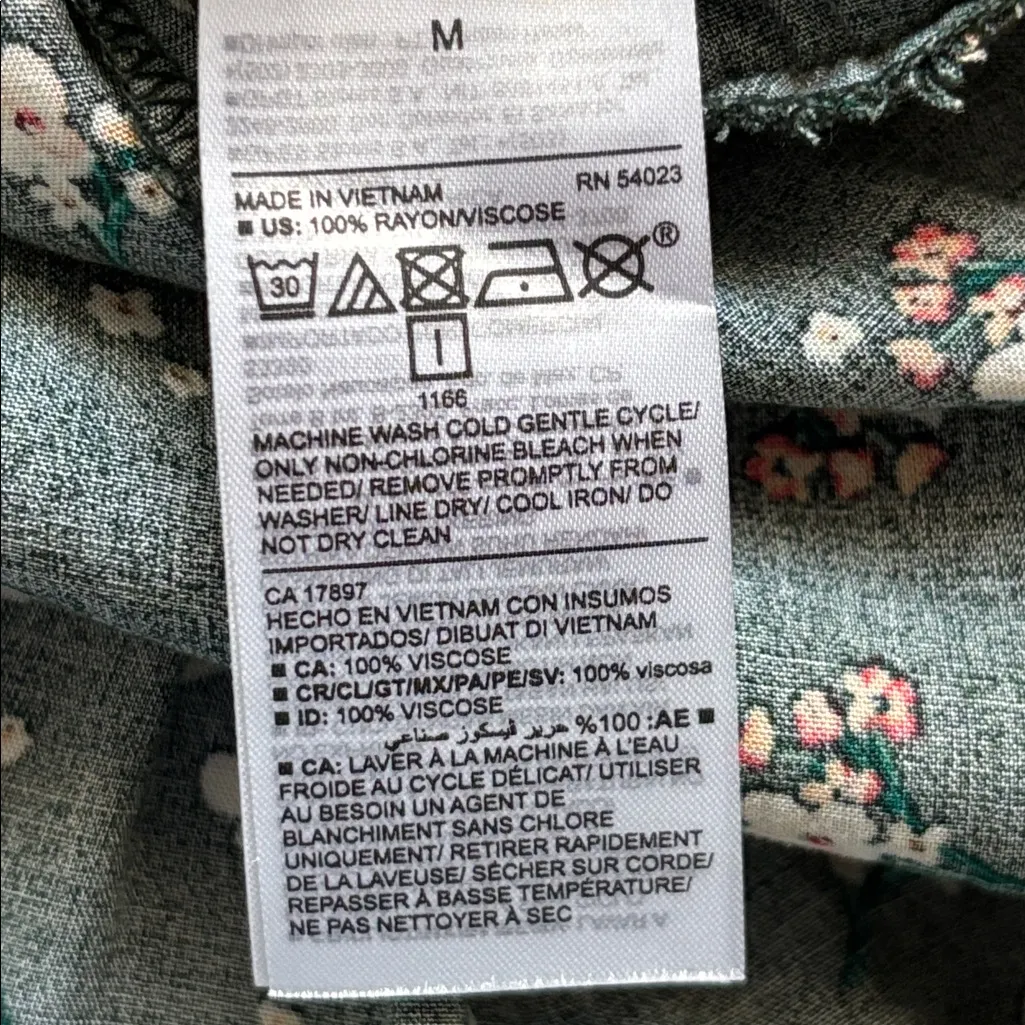 M
MADE IN VIETNAM RN 54023
■ US: 100% RAYON/VISCOSE
30 ®
1166
MACHINE WASH COLD GENTLE CYCLE/
ONLY NON-CHLORINE BLEACH WHEN
NEEDED/ REMOVE PROMPTLY FROM
WASHER/ LINE DRY/ COOL IRON/ DO
NOT DRY CLEAN
CA 17897
HECHO EN VIETNAM CON INSUMOS
IMPORTADOS/ DIBUAT DI VIETNAM
■ CA: 100% VISCOSE
■ CR/CL/GT/MX/PA/PE/SV: 100% viscosa
■ ID: 100% VISCOSE
■ AE: 100% حرير فيسكوز صناعي
■ CA: LAVER À LA MACHINE À L'EAU
FROIDE AU CYCLE DÉLICAT/ UTILISER
AU BESOIN UN AGENT DE
BLANCHIMENT SANS CHLORE
UNIQUEMENT/ RETIRER RAPIDEMENT
DE LA LAVEUSE/ SÉCHER SUR CORDE/
REPASSER À BASSE TEMPÉRATURE/
NE PAS NETTOYER À SEC